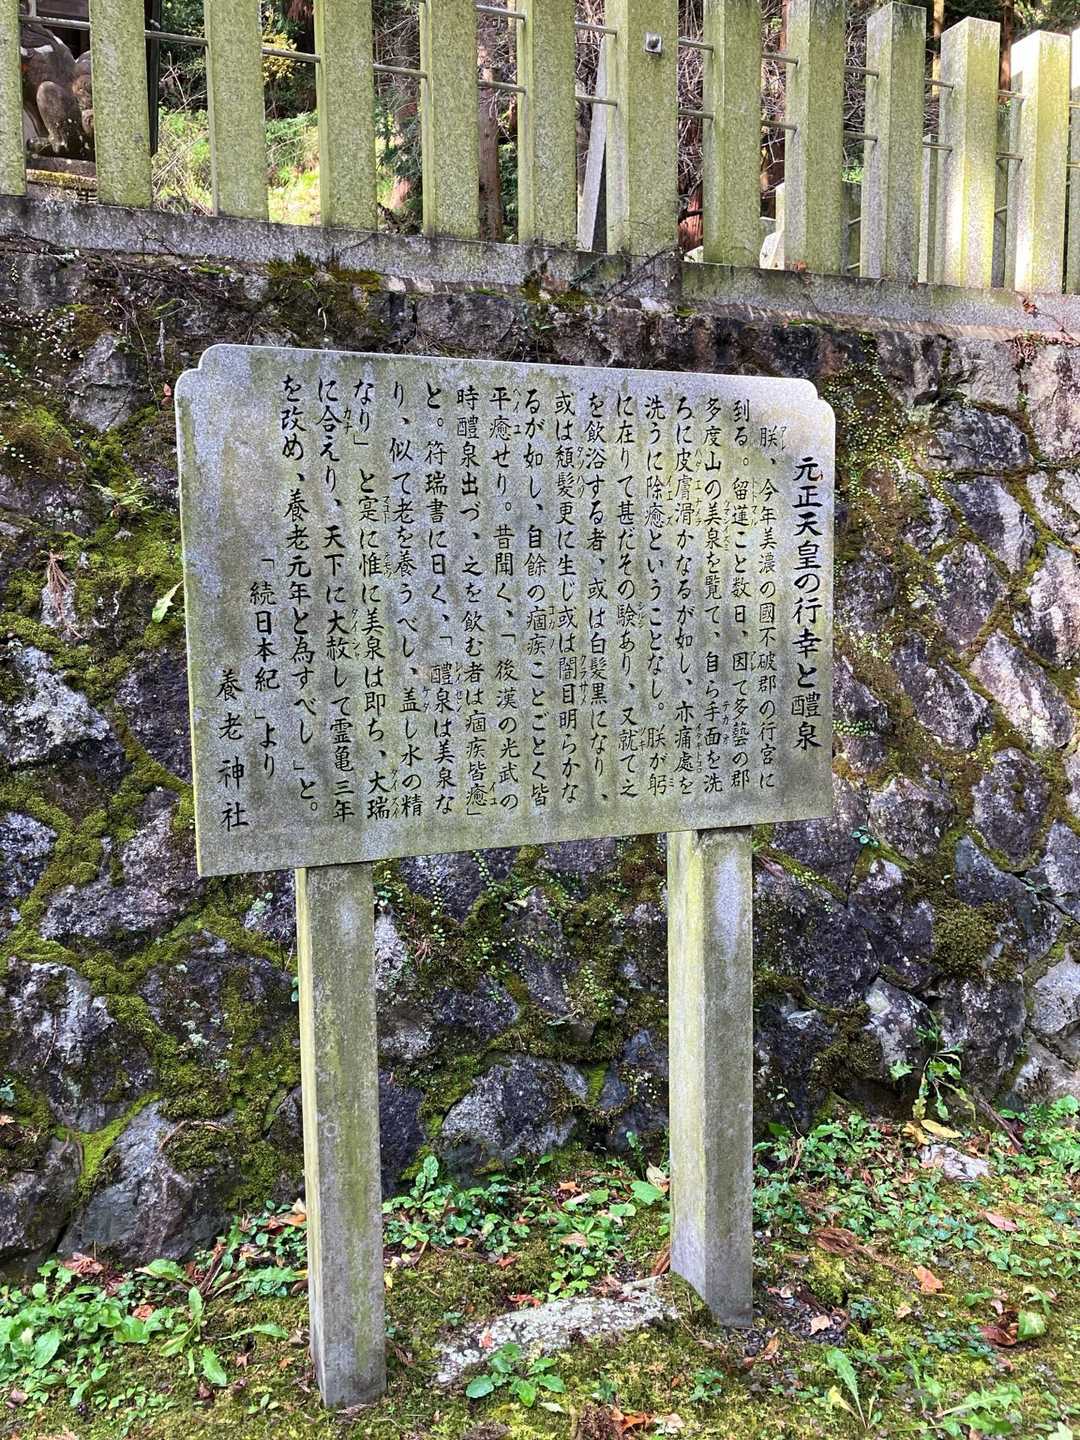 元正天皇の行幸と醴泉
朕、今年美濃の國不破郡の行宮に
到る。留連こと数日、因て多藝の郡
多度山の美泉を覧て、自ら手面を洗
ろに皮膚滑かなるが如し、亦痛處を
洗うに除癒ということなし。朕が躬
に在りて甚だその験あり、又就て之
を飲浴する者、或は白髪黒になり、
或は頽髪更に生じ或は闇目明らかな
るが如し、自餘の痼疾ことごとく皆
平癒せり。昔聞く、「後漢の光武の
時醴泉出づ、之を飲む者は痼疾皆癒」
と。符瑞書に曰く、「醴泉は美泉な
り、似て老を養うべし、盖し水の精
なり」と寔に惟に美泉は即ち、大瑞
に合えり、天下に大赦して霊亀三年
を改め、養老元年と為すべし」と。
「続日本紀」より
養老神社